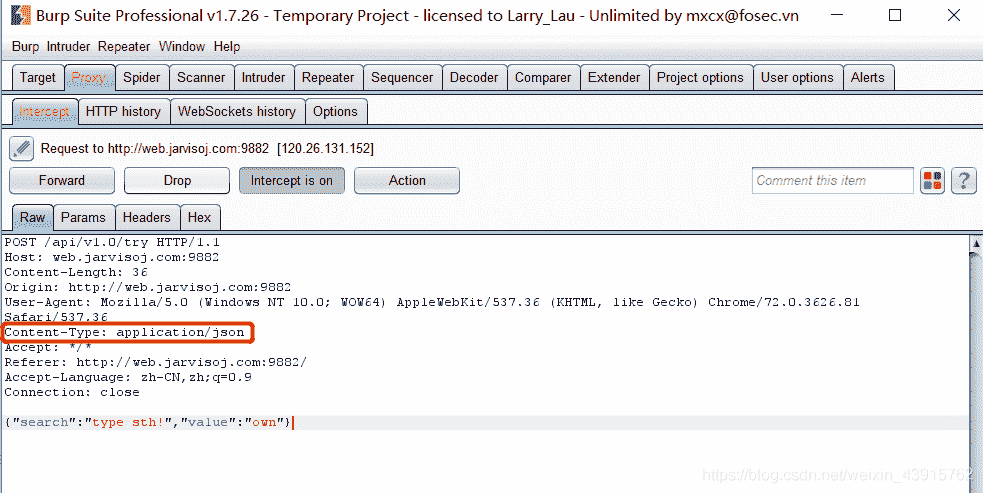 Burp Suite Professional v1.7.26 - Temporary Project - licensed to Larry_Lau - Unlimited by mxcx@fosec.vn
Burp Intruder Repeater Window Help
Target Proxy Spider Scanner Intruder Repeater Sequencer Decoder Comparer Extender Project options User options Alerts
Intercept HTTP history WebSockets history Options
Request to http://web.jarvisoj.com:9882 [120.26.131.152]
Forward Drop Intercept is on Action Comment this item ?
Raw Params Headers Hex
POST /api/v1.0/try HTTP/1.1
Host: web.jarvisoj.com:9882
Content-Length: 36
Origin: http://web.jarvisoj.com:9882
User-Agent: Mozilla/5.0 (Windows NT 10.0; WOW64) AppleWebKit/537.36 (KHTML, like Gecko) Chrome/72.0.3626.81
Safari/537.36
Content-Type: application/json
Accept: */*
Referer: http://web.jarvisoj.com:9882/
Accept-Language: zh-CN,zh;q=0.9
Connection: close
{"search":"type sth!","value":"own"}
https://blog.csdn.net/weixin_43915762